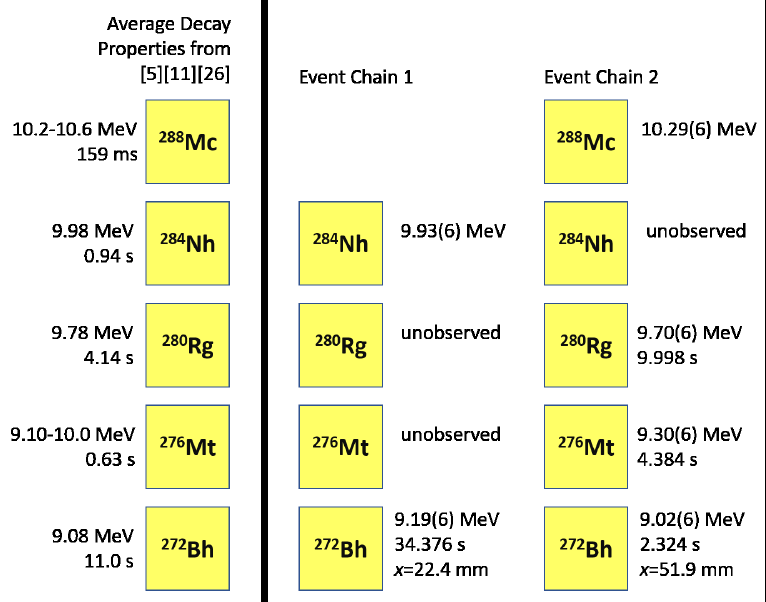 Average Decay
Properties from
[5][11][26]
Event Chain 1
Event Chain 2
10.2-10.6 MeV
159 ms
²⁸⁸Mc
²⁸⁸Mc
10.29(6) MeV
9.98 MeV
0.94 s
²⁸⁴Nh
²⁸⁴Nh
9.93(6) MeV
²⁸⁴Nh
unobserved
9.78 MeV
4.14 s
²⁸⁰Rg
²⁸⁰Rg
unobserved
²⁸⁰Rg
9.70(6) MeV
9.998 s
9.10-10.0 MeV
0.63 s
²⁷⁶Mt
²⁷⁶Mt
unobserved
²⁷⁶Mt
9.30(6) MeV
4.384 s
9.08 MeV
11.0 s
²⁷²Bh
²⁷²Bh
9.19(6) MeV
34.376 s
x=22.4 mm
²⁷²Bh
9.02(6) MeV
2.324 s
x=51.9 mm